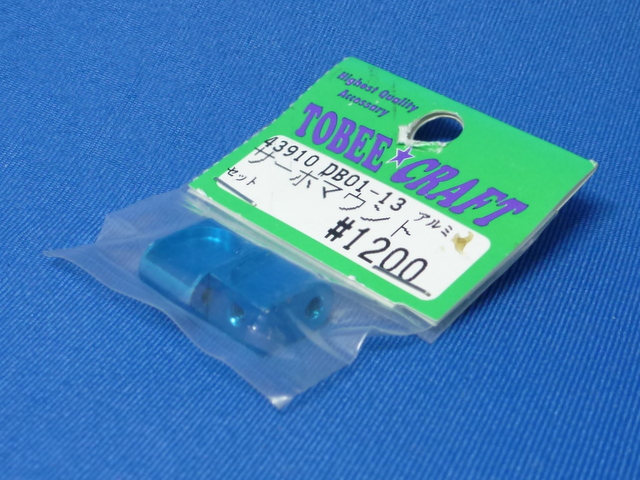 Highest Quality
Accessory
TOBEE★CRAFT
43910 DB01-13 アルミ
サーボマウント
セット
#1200